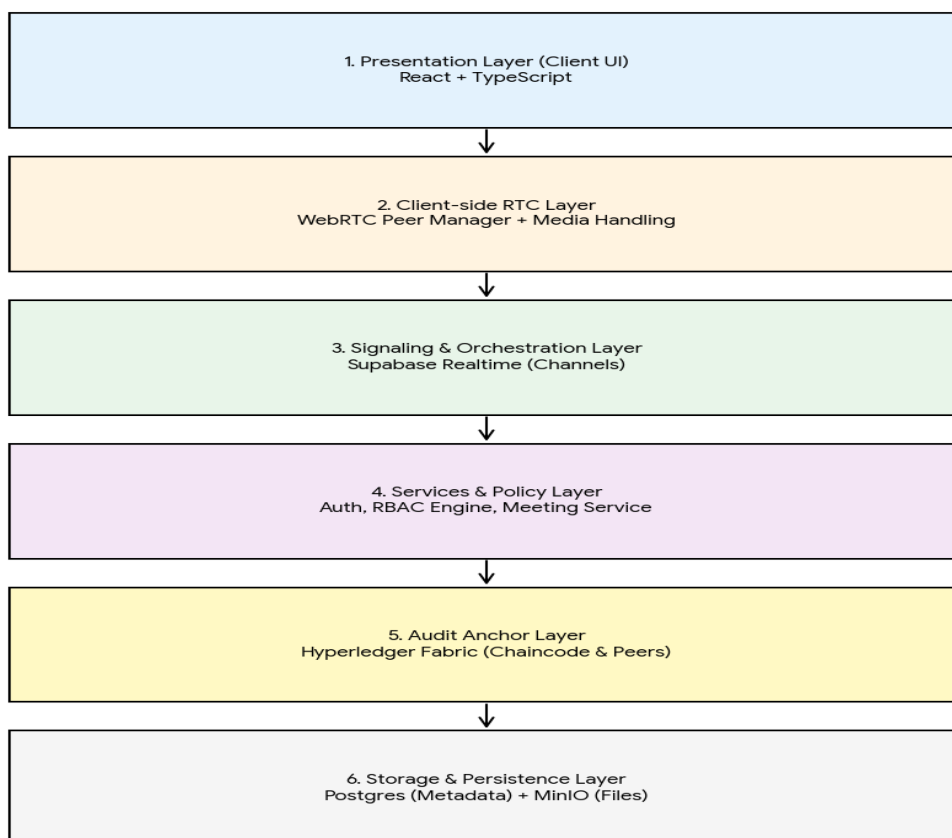 1. Presentation Layer (Client UI)
React + TypeScript
2. Client-side RTC Layer
WebRTC Peer Manager + Media Handling
3. Signaling & Orchestration Layer
Supabase Realtime (Channels)
4. Services & Policy Layer
Auth, RBAC Engine, Meeting Service
5. Audit Anchor Layer
Hyperledger Fabric (Chaincode & Peers)
6. Storage & Persistence Layer
Postgres (Metadata) + MinIO (Files)